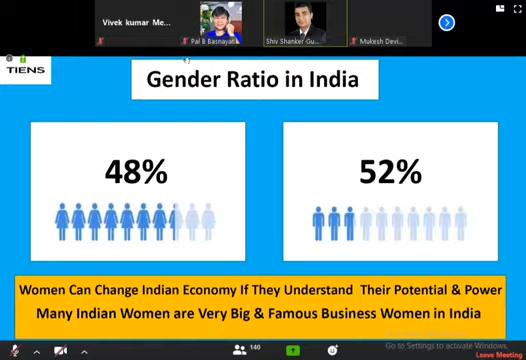 Vivek kumar Me...
Pal B Basnayat
Shiv Shanker Gu...
Mukesh Devi...
TIENS
Gender Ratio in India
48%
52%
Women Can Change Indian Economy If They Understand Their Potential & Power
Many Indian Women are Very Big & Famous Business Women in India
Go to Settings to activate Windows.
140
Leave Meeting